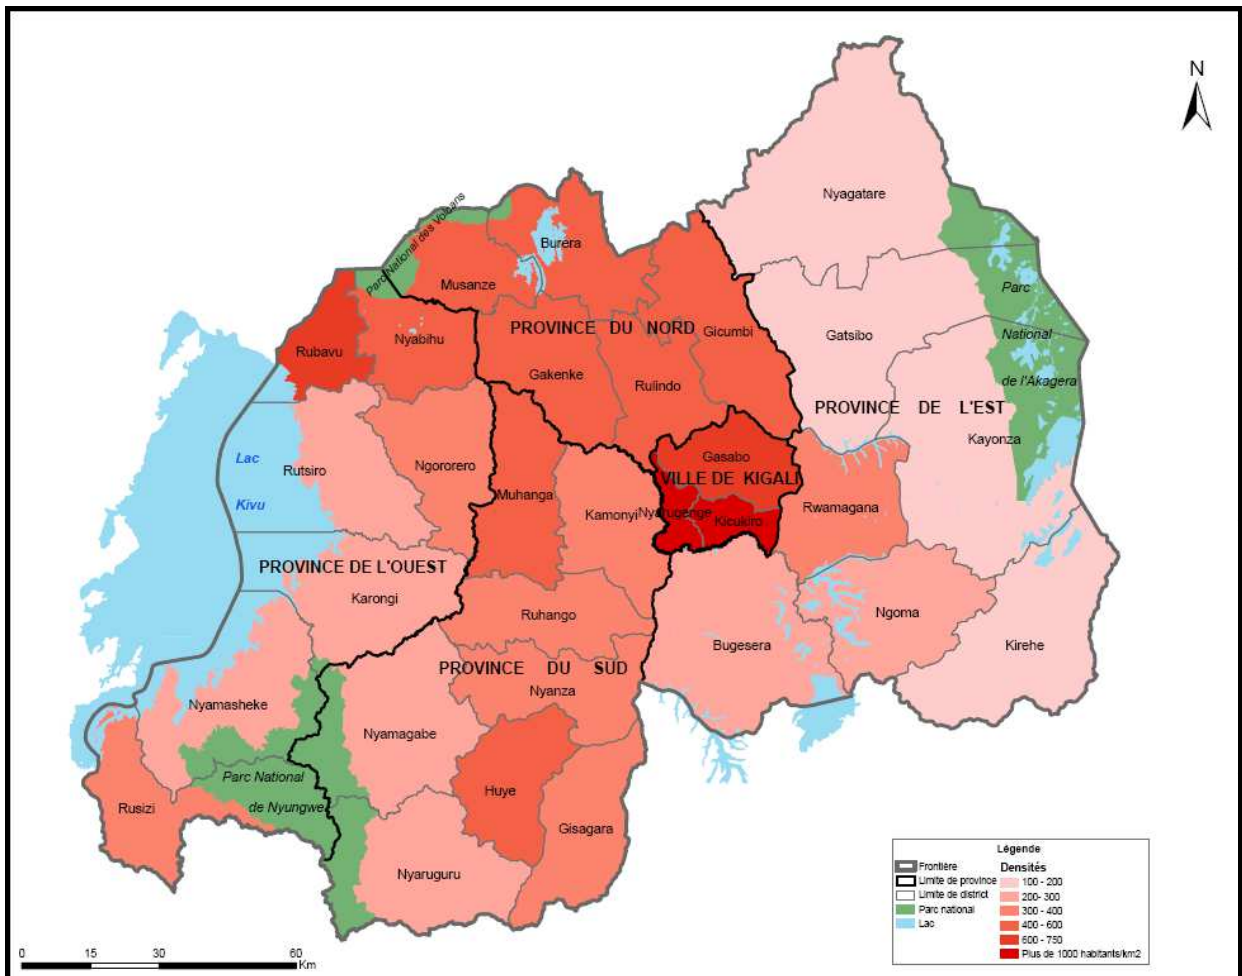 N
Nyagatare
Parc National des Volcans
Burera
Musanze
Parc
PROVINCE DU NORD
Gicumbi
Gatsibo
National
Rubavu
Nyabihu
Gakenke
Rulindo
de l'Akagera
PROVINCE DE L'EST
Kayonza
Lac
Kivu
Rutsiro
Ngororero
Gasabo
VILLE DE KIGALI
Muhanga
Kamonyi
Nyarugenge
Kicukiro
Rwamagana
PROVINCE DE L'OUEST
Karongi
Ruhango
Ngoma
Bugesera
Kirehe
PROVINCE DU SUD
Nyanza
Nyamasheke
Nyamagabe
Parc National
de Nyungwe
Huye
Rusizi
Gisagara
Nyaruguru
Légende
Frontière
Limite de province
Limite de district
Parc national
Lac
Densités
100 - 200
200- 300
300 - 400
400 - 600
600 - 750
Plus de 1000 habitants/km2
0 15 30 60
Km